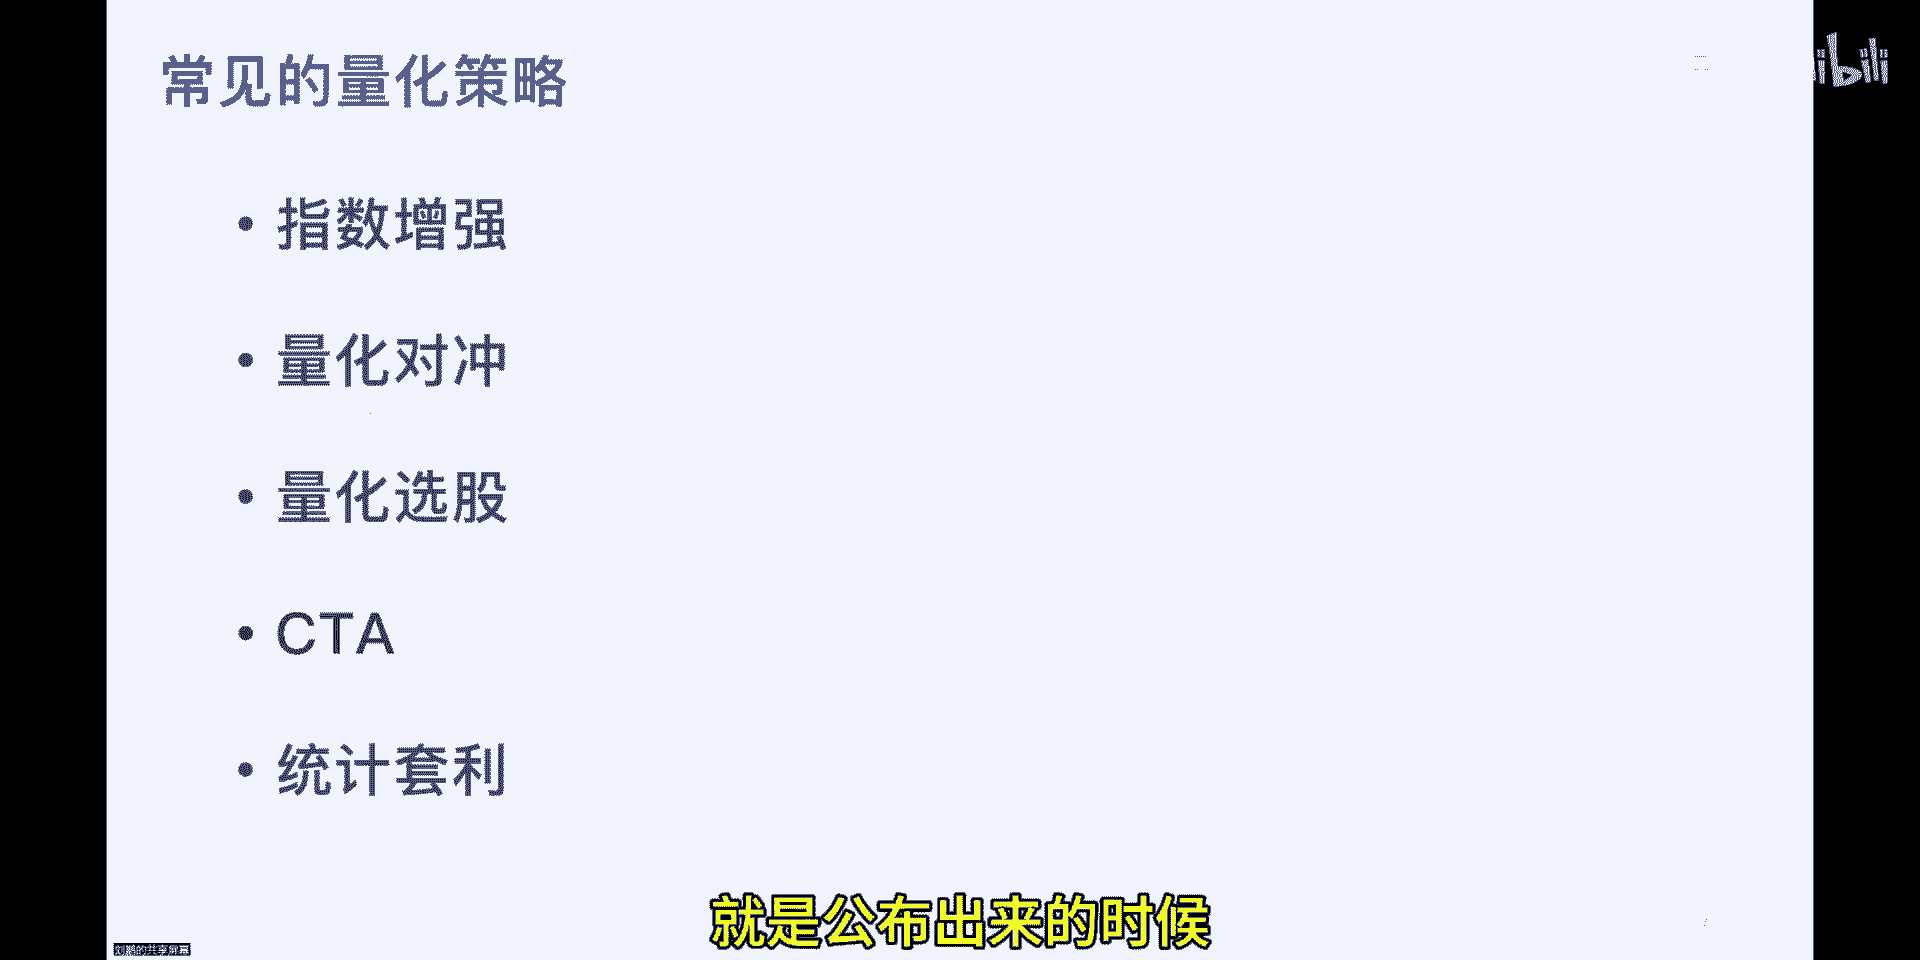 常见的量化策略
ibili
• 指数增强
• 量化对冲
• 量化选股
• CTA
• 统计套利
就是公布出来的时候
刘鹏的共享屏幕